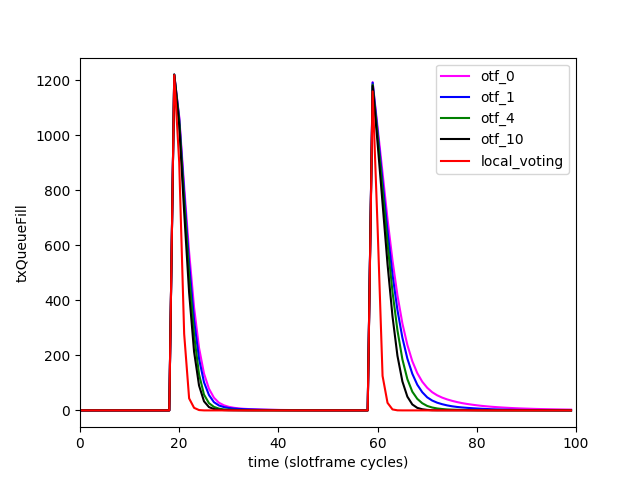 otf_0
otf_1
otf_4
otf_10
local_voting
txQueueFill
1200
1000
800
600
400
200
0
0 20 40 60 80 100
time (slotframe cycles)